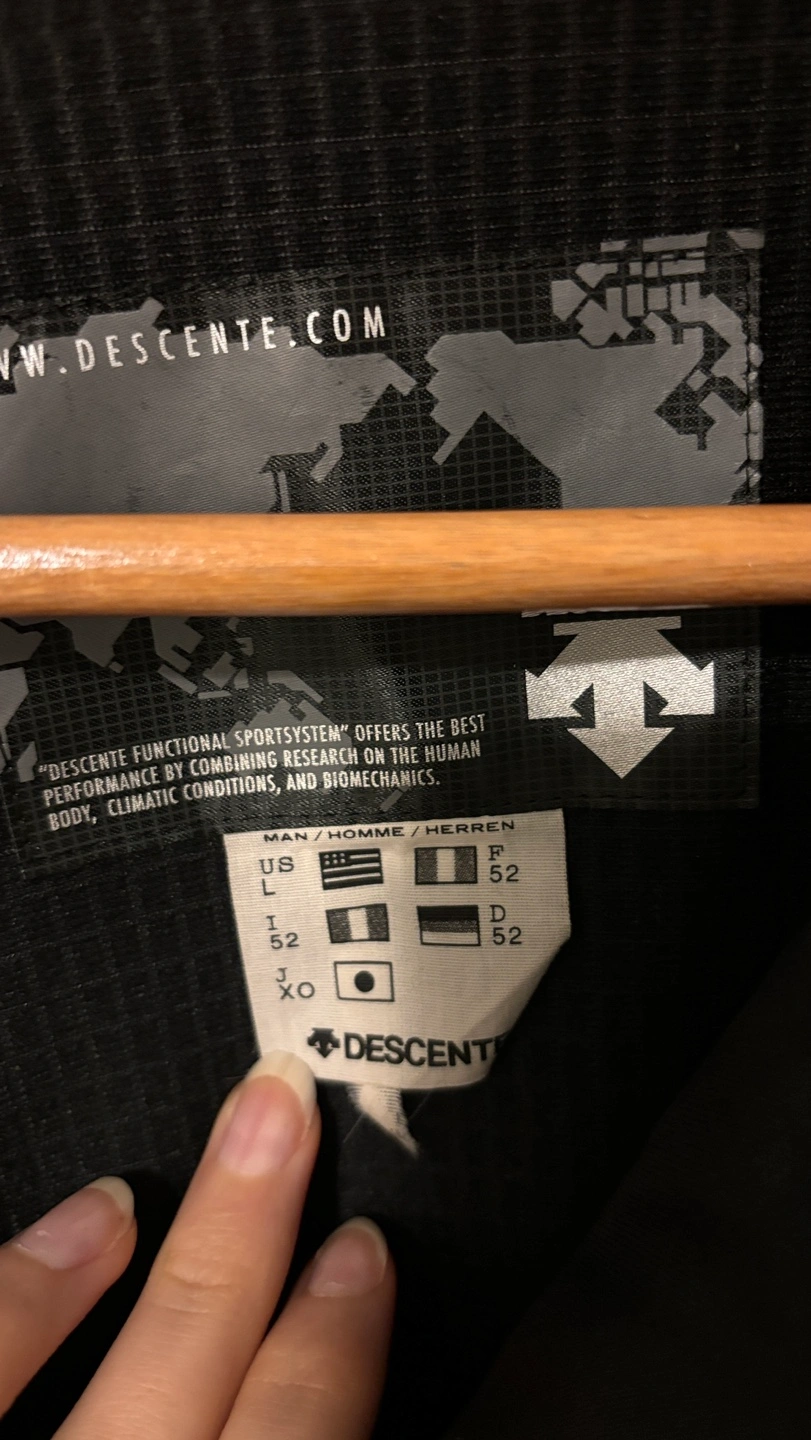 WW.DESCENTE.COM
"DESCENTE FUNCTIONAL SPORTSYSTEM" OFFERS THE BEST
PERFORMANCE BY COMBINING RESEARCH ON THE HUMAN
BODY, CLIMATIC CONDITIONS, AND BIOMECHANICS.
MAN / HOMME / HERREN
US L
F 52
I 52
D 52
J XO
DESCENTE